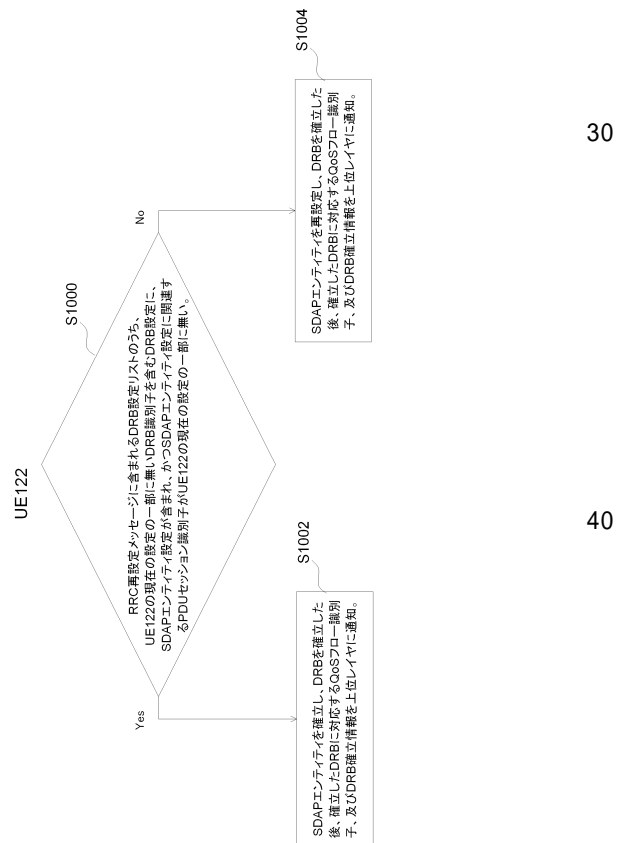 UE122
S1000
RRC再設定メッセージに含まれるDRB設定リストのうち、
UE122の現在の設定の一部に無いDRB識別子を含むDRB設定に、
SDAPエンティティ設定が含まれ、かつSDAPエンティティ設定に関連す
るPDUセッション識別子がUE122の現在の設定の一部に無い。
Yes
No
S1002
SDAPエンティティを確立し、DRBを確立した
後、確立したDRBに対応するQoSフロー識別
子、及びDRB確立情報を上位レイヤに通知。
S1004
SDAPエンティティを再設定し、DRBを確立した
後、確立したDRBに対応するQoSフロー識別
子、及びDRB確立情報を上位レイヤに通知。
30
40